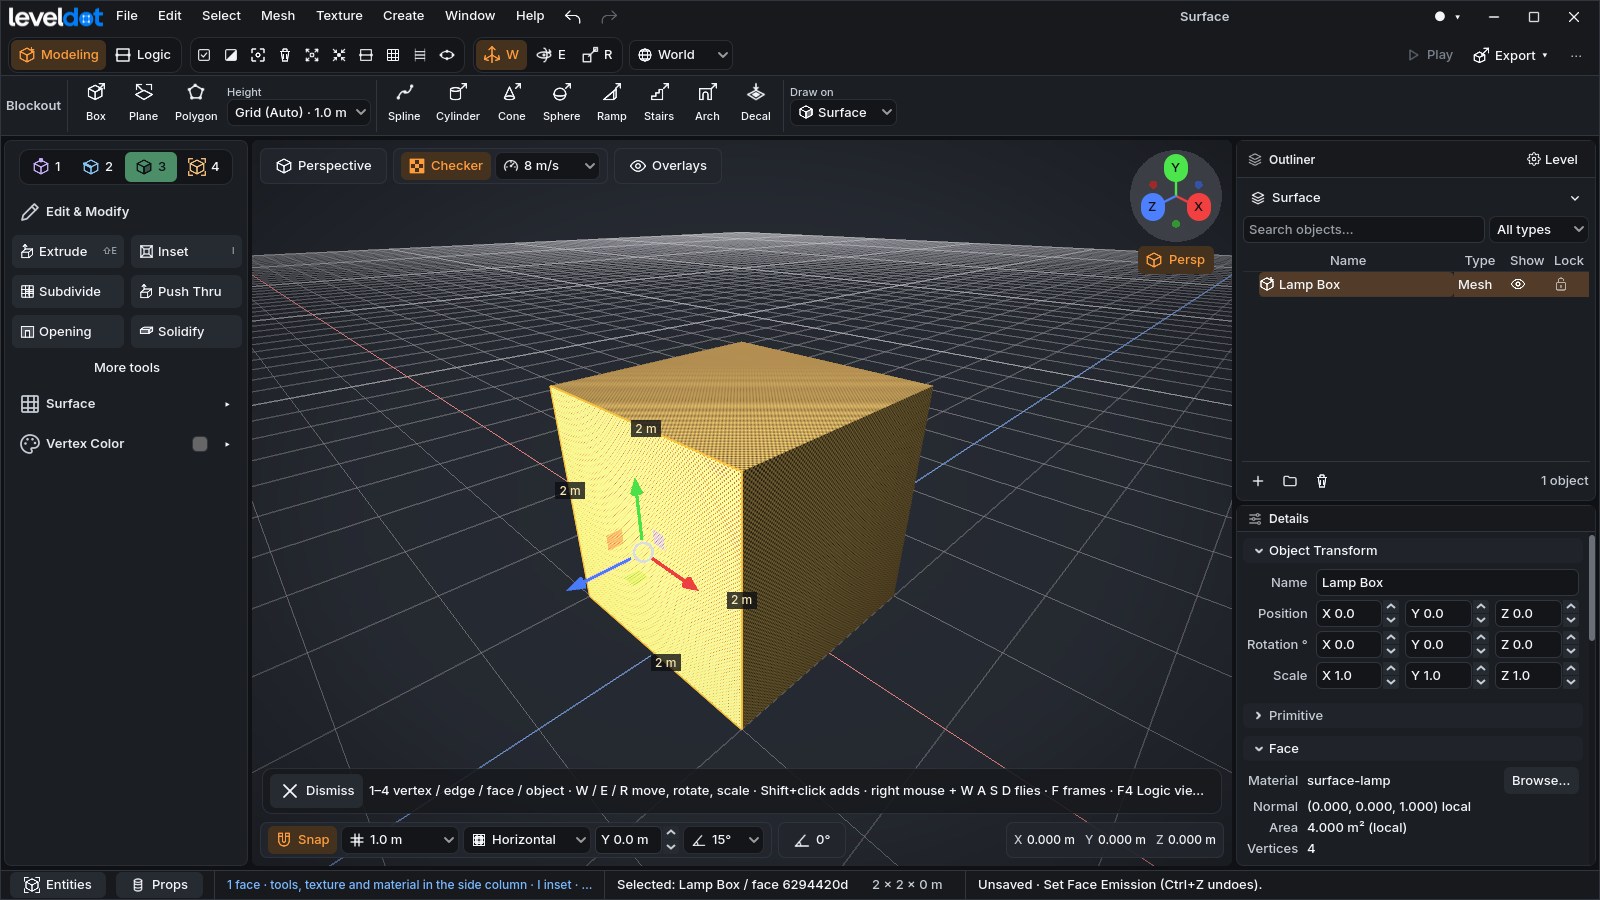 leveldot File Edit Select Mesh Texture Create Window Help Surface
Modeling Logic W E R World Play Export
Blockout Box Plane Polygon Height Grid (Auto) · 1.0 m Spline Cylinder Cone Sphere Ramp Stairs Arch Decal Draw on Surface
1 2 3 4
Edit & Modify
Extrude ⇧E Inset I
Subdivide Push Thru
Opening Solidify
More tools
Surface
Vertex Color
Perspective Checker 8 m/s Overlays
Y
Z X
Persp
2 m
2 m
2 m
2 m
Dismiss 1–4 vertex / edge / face / object · W / E / R move, rotate, scale · Shift+click adds · right mouse + W A S D flies · F frames · F4 Logic vie...
Snap 1.0 m Horizontal Y 0.0 m 15° 0° X 0.000 m Y 0.000 m Z 0.000 m
Outliner Level
Surface
Search objects... All types
Name Type Show Lock
Lamp Box Mesh
1 object
Details
Object Transform
Name Lamp Box
Position X 0.0 Y 0.0 Z 0.0
Rotation ° X 0.0 Y 0.0 Z 0.0
Scale X 1.0 Y 1.0 Z 1.0
Primitive
Face
Material surface-lamp Browse...
Normal (0.000, 0.000, 1.000) local
Area 4.000 m² (local)
Vertices 4
Entities Props 1 face · tools, texture and material in the side column · I inset · ... Selected: Lamp Box / face 6294420d 2 × 2 × 0 m Unsaved · Set Face Emission (Ctrl+Z undoes).